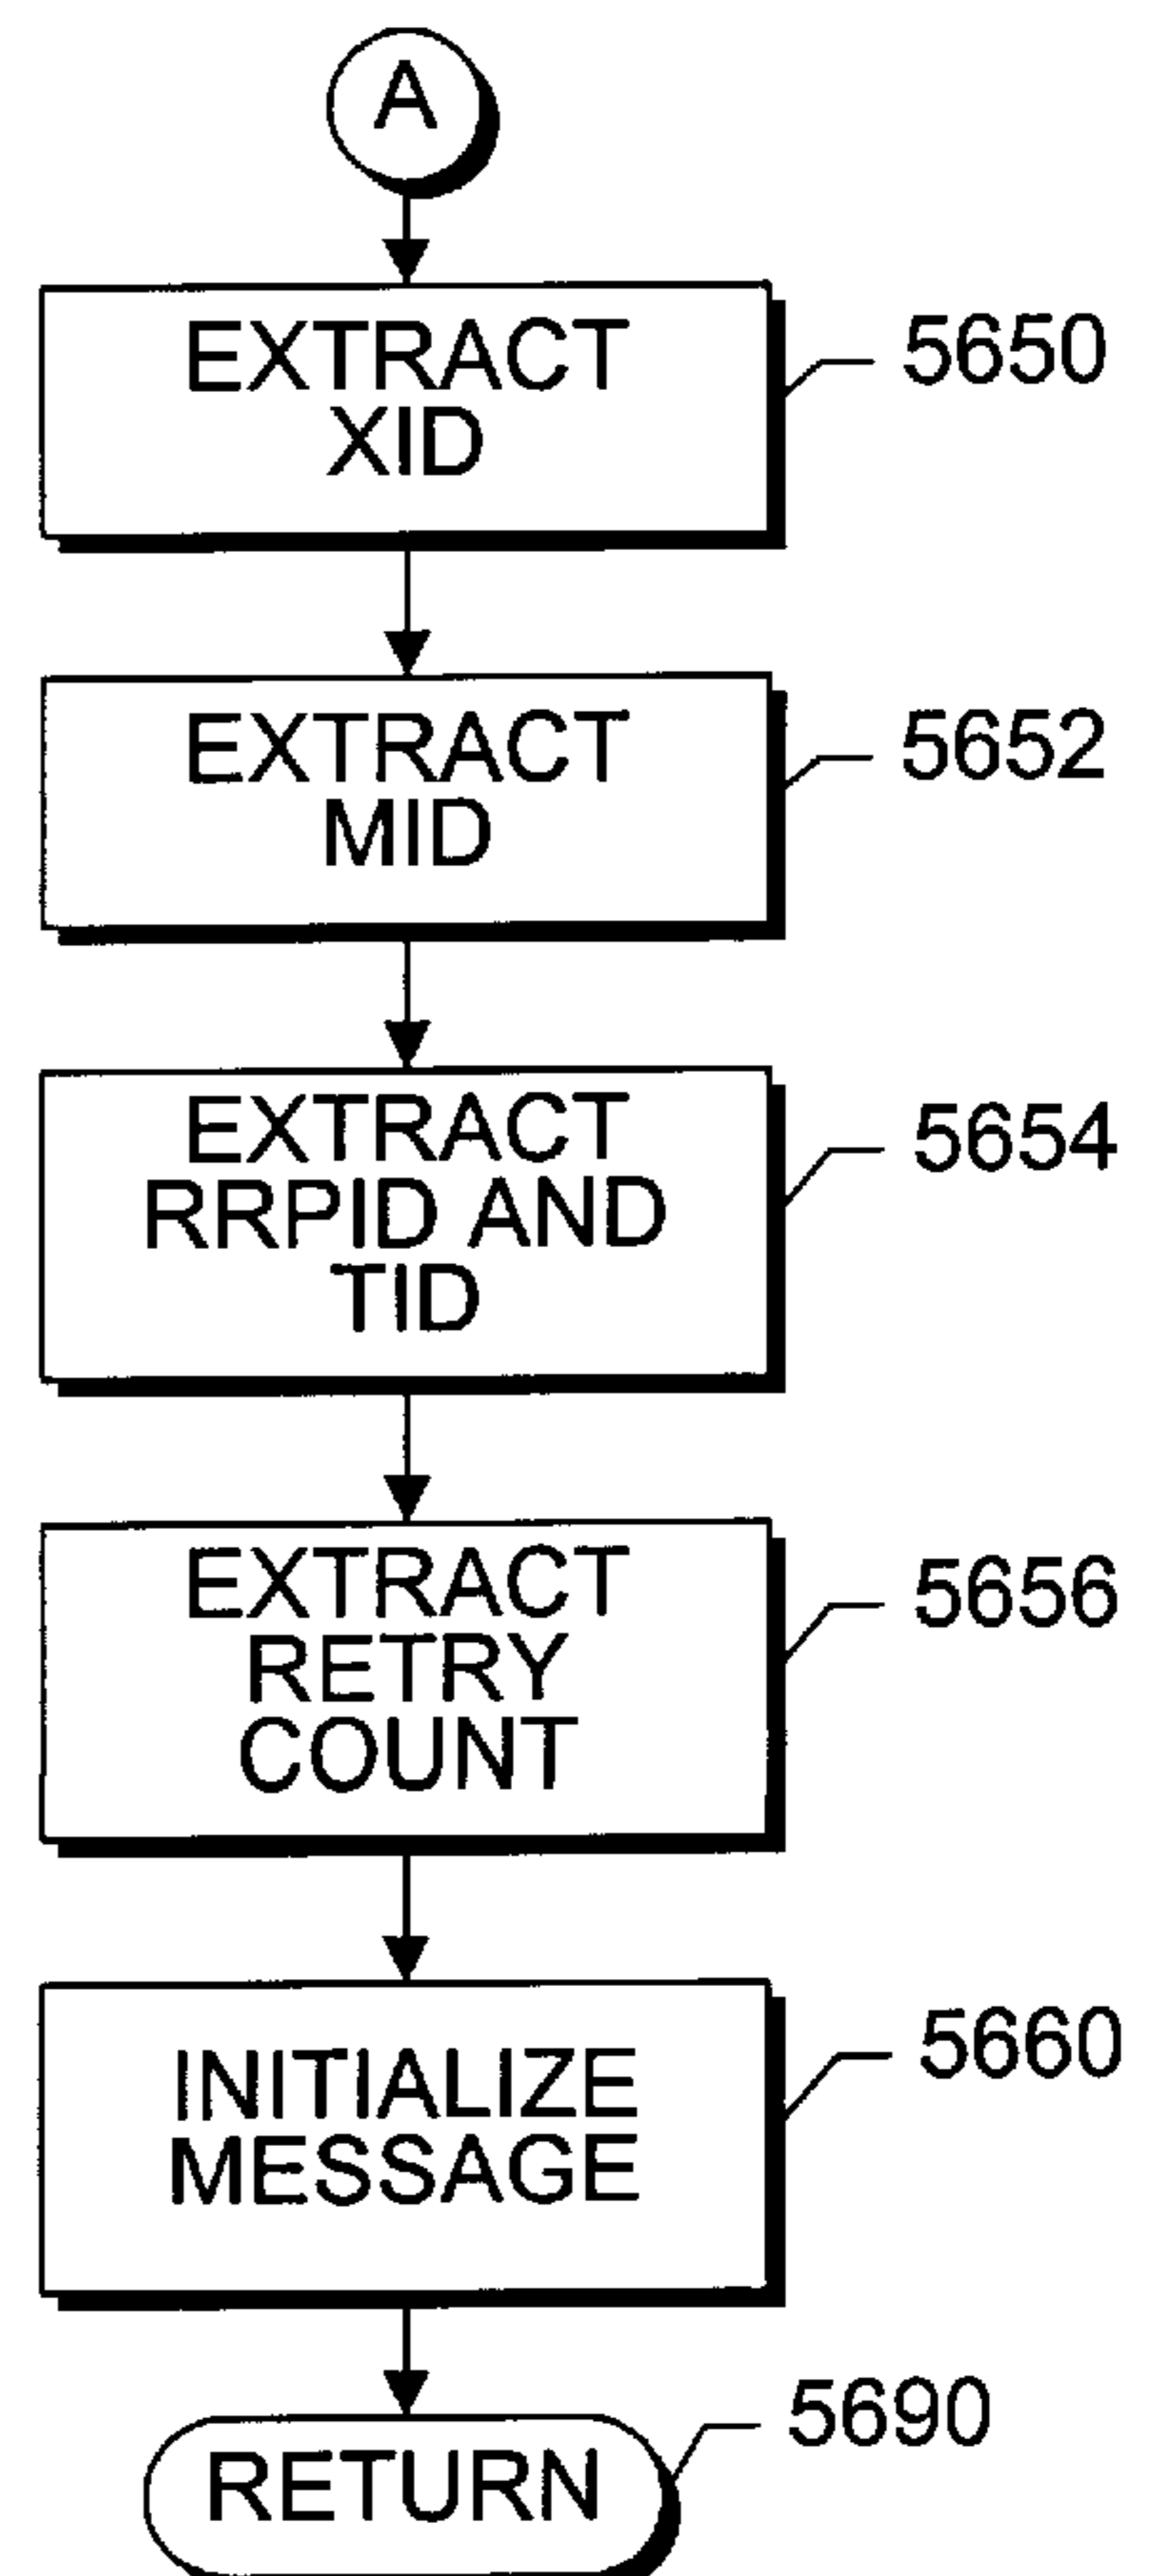 A
EXTRACT
XID
5650
EXTRACT
MID
5652
EXTRACT
RRPID AND
TID
5654
EXTRACT
RETRY
COUNT
5656
INITIALIZE
MESSAGE
5660
RETURN
5690